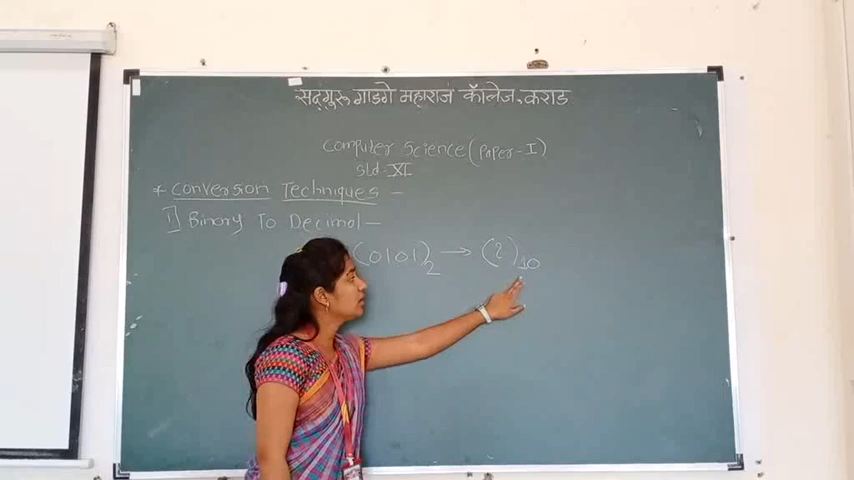 सद्गुरू गाडगे महाराज कॉलेज, कराड
Computer Science (Paper-I)
Std-XI
* Conversion Techniques -
1] Binary To Decimal -
(0101)2 → (?)10